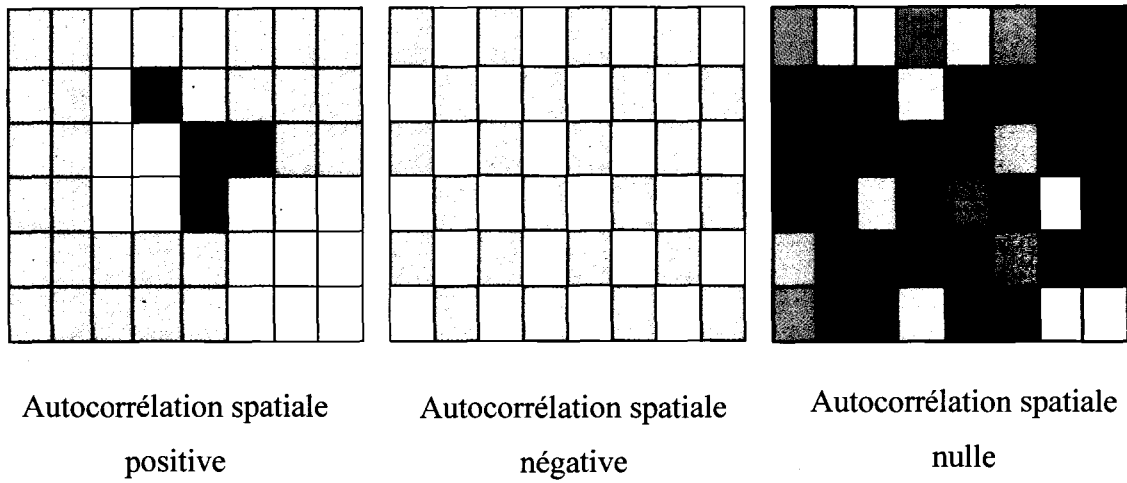 Autocorrélation spatiale
positive
Autocorrélation spatiale
négative
Autocorrélation spatiale
nulle